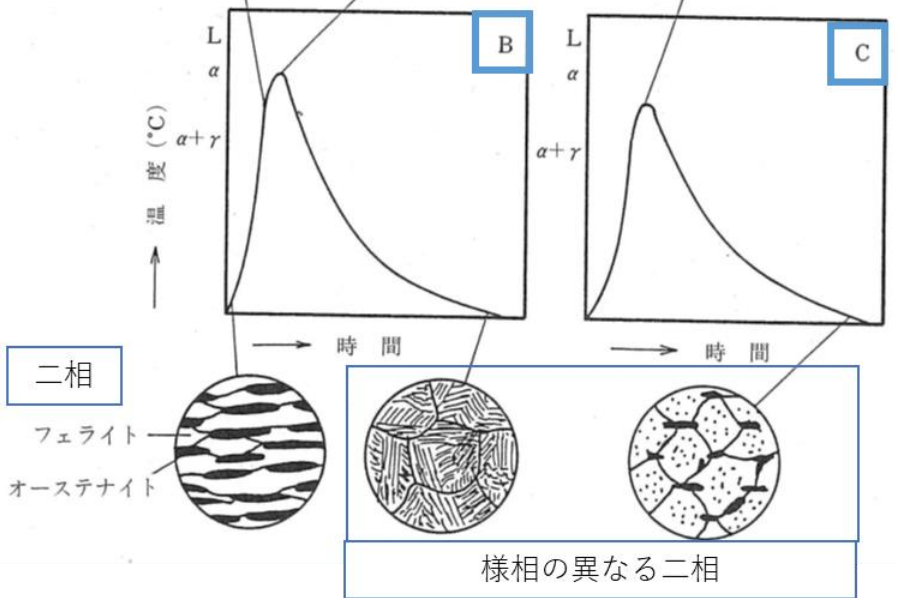 L
α
α+γ
B
温 度 (°C)
時 間
L
α
α+γ
C
時 間
二相
フェライト
オーステナイト
様相の異なる二相